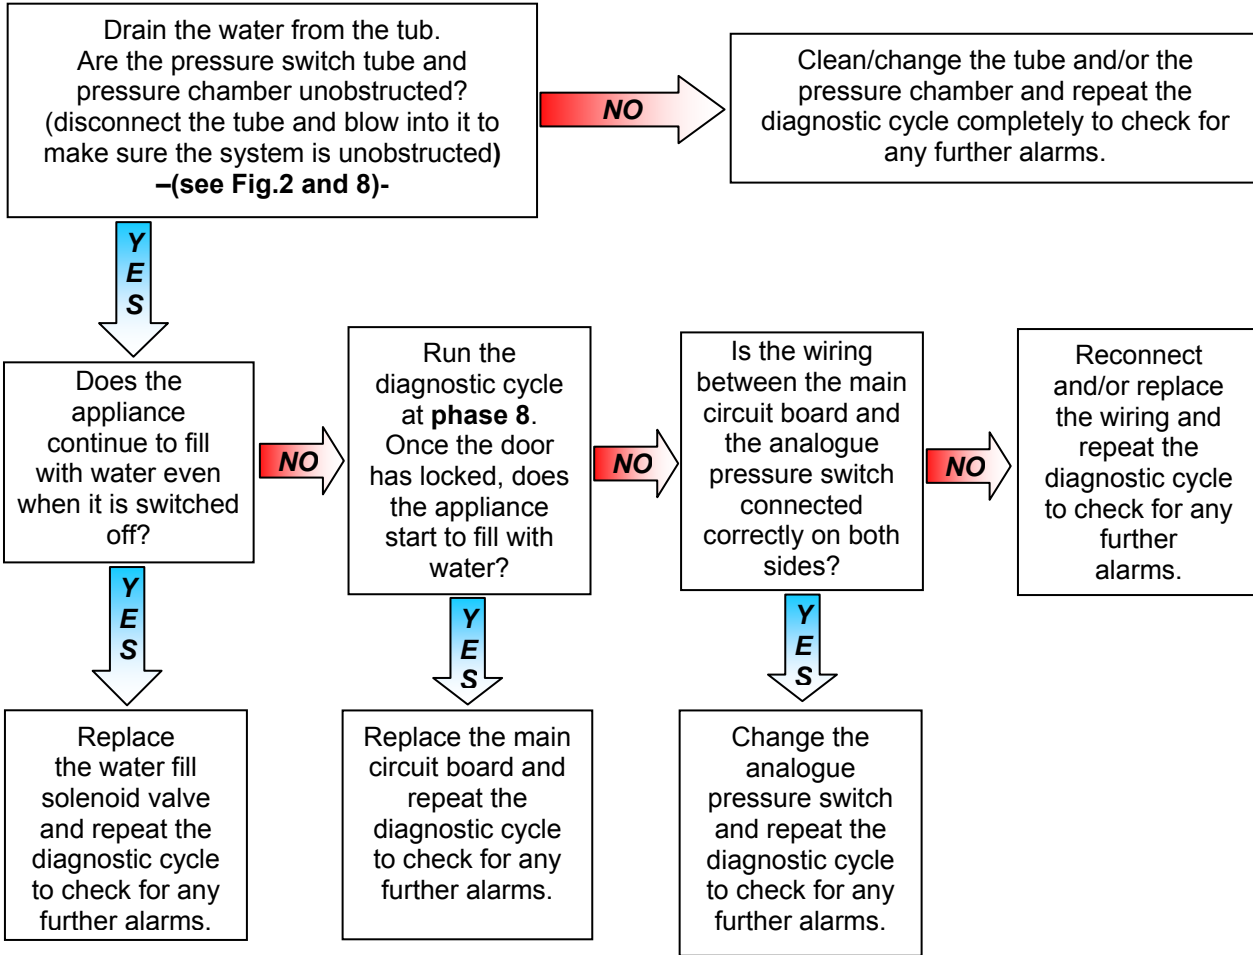 Drain the water from the tub.
Are the pressure switch tube and
pressure chamber unobstructed?
(disconnect the tube and blow into it to
make sure the system is unobstructed)
–(see Fig.2 and 8)-
NO
Clean/change the tube and/or the
pressure chamber and repeat the
diagnostic cycle completely to check for
any further alarms.
Y
E
S
Does the
appliance
continue to fill
with water even
when it is switched
off?
NO
Run the
diagnostic cycle
at phase 8.
Once the door
has locked, does
the appliance
start to fill with
water?
NO
Is the wiring
between the main
circuit board and
the analogue
pressure switch
connected
correctly on both
sides?
NO
Reconnect
and/or replace
the wiring and
repeat the
diagnostic cycle
to check for any
further
alarms.
Y
E
S
Y
E
S
Y
E
S
Replace
the water fill
solenoid valve
and repeat the
diagnostic cycle
to check for any
further alarms.
Replace the main
circuit board and
repeat the
diagnostic cycle
to check for any
further alarms.
Change the
analogue
pressure switch
and repeat the
diagnostic cycle
to check for any
further alarms.